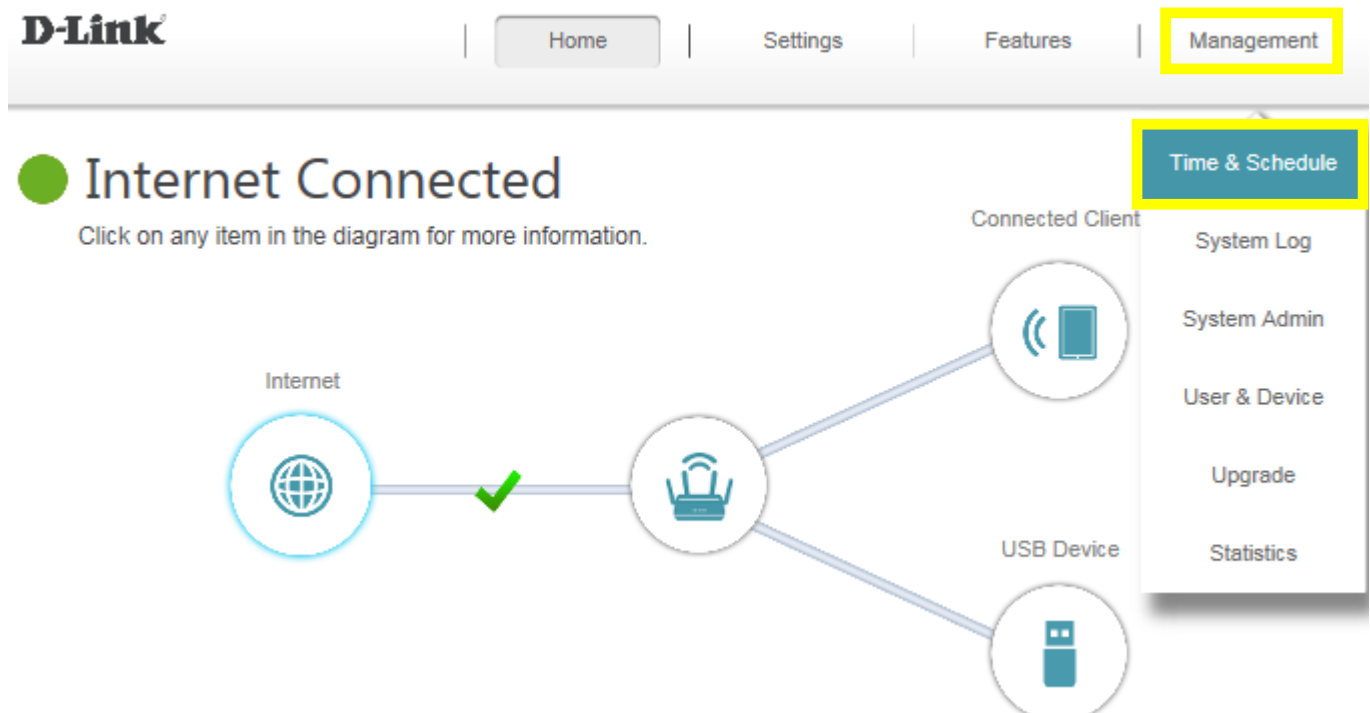 D-Link
Home
Settings
Features
Management
Time & Schedule
System Log
System Admin
User & Device
Upgrade
Statistics
Internet Connected
Click on any item in the diagram for more information.
Connected Client
Internet
USB Device